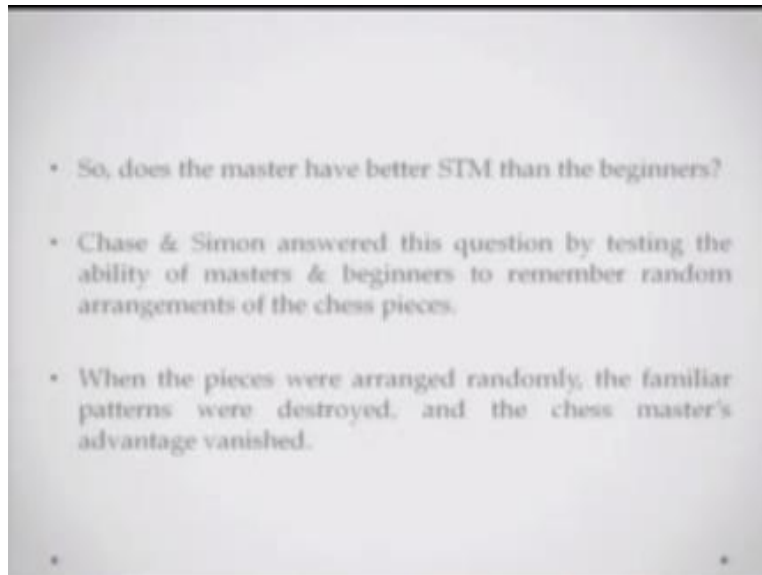 • So, does the master have better STM than the beginners?
• Chase & Simon answered this question by testing the
ability of masters & beginners to remember random
arrangements of the chess pieces.
• When the pieces were arranged randomly, the familiar
patterns were destroyed, and the chess master's
advantage vanished.